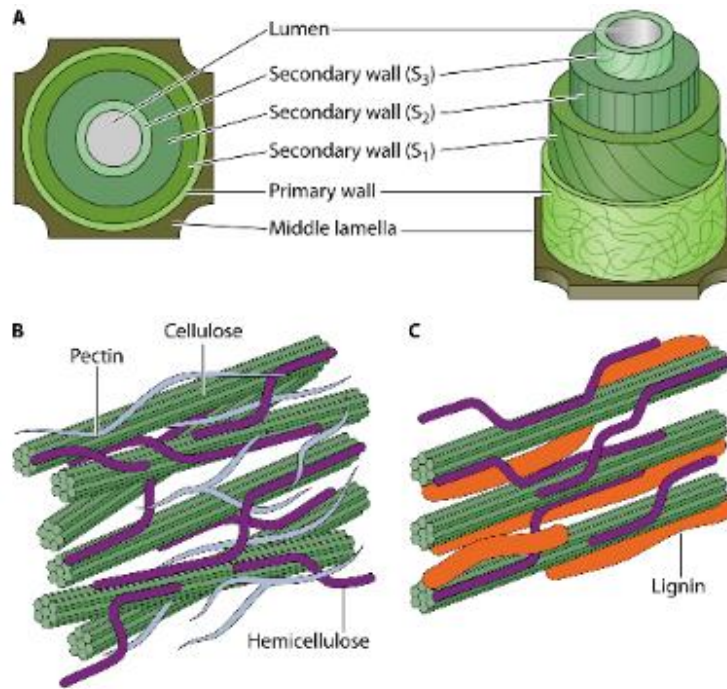 A
Lumen
Secondary wall (S₃)
Secondary wall (S₂)
Secondary wall (S₁)
Primary wall
Middle lamella
B
Cellulose
Pectin
Hemicellulose
C
Lignin